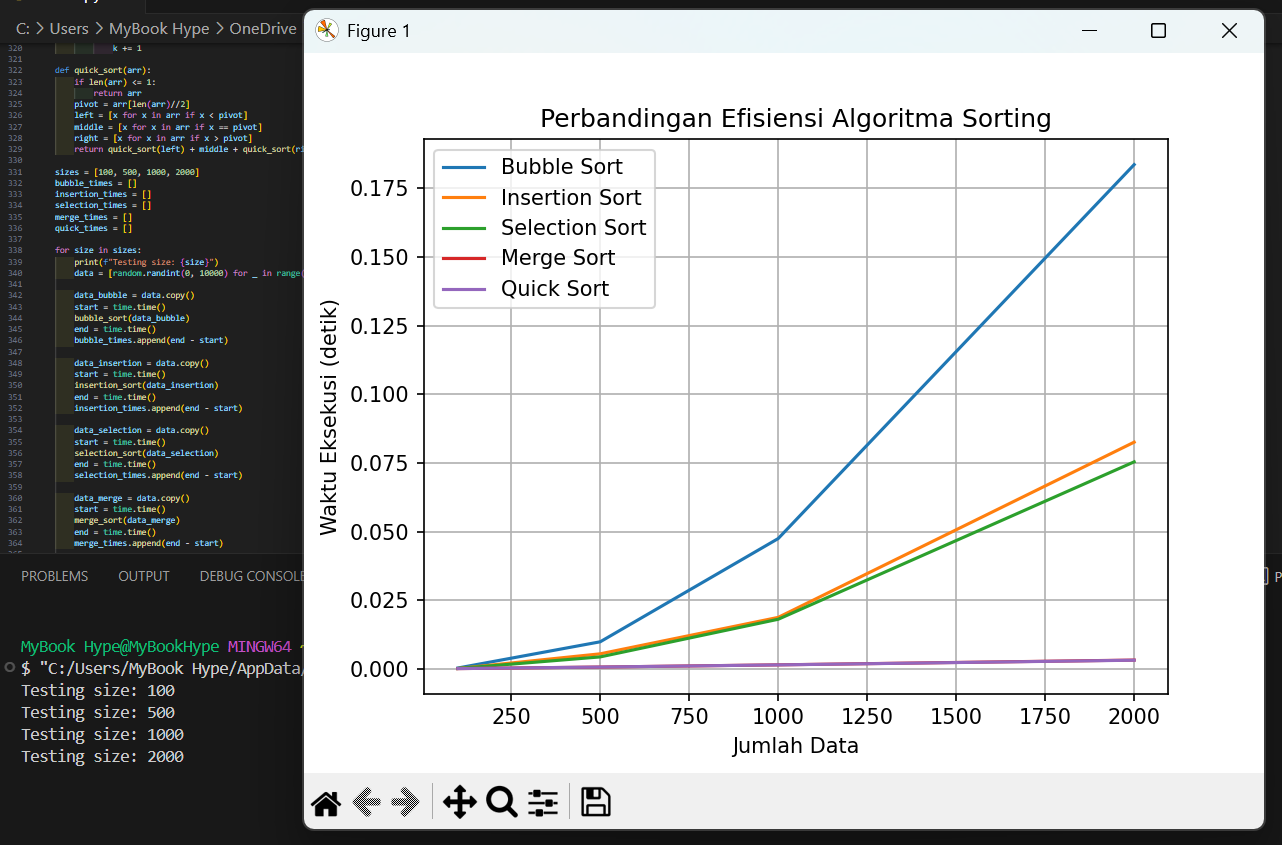 C: > Users > MyBook Hype > OneDrive
320 k += 1
321
322 def quick_sort(arr):
323 if len(arr) <= 1:
324 return arr
325 pivot = arr[len(arr)//2]
326 left = [x for x in arr if x < pivot]
327 middle = [x for x in arr if x == pivot]
328 right = [x for x in arr if x > pivot]
329 return quick_sort(left) + middle + quick_sort(ri
330
331 sizes = [100, 500, 1000, 2000]
332 bubble_times = []
333 insertion_times = []
334 selection_times = []
335 merge_times = []
336 quick_times = []
337
338 for size in sizes:
339 print(f"Testing size: {size}")
340 data = [random.randint(0, 10000) for _ in range(
341
342 data_bubble = data.copy()
343 start = time.time()
344 bubble_sort(data_bubble)
345 end = time.time()
346 bubble_times.append(end - start)
347
348 data_insertion = data.copy()
349 start = time.time()
350 insertion_sort(data_insertion)
351 end = time.time()
352 insertion_times.append(end - start)
353
354 data_selection = data.copy()
355 start = time.time()
356 selection_sort(data_selection)
357 end = time.time()
358 selection_times.append(end - start)
359
360 data_merge = data.copy()
361 start = time.time()
362 merge_sort(data_merge)
363 end = time.time()
364 merge_times.append(end - start)
PROBLEMS OUTPUT DEBUG CONSOLE
MyBook Hype@MyBookHype MINGW64 ~
$ "C:/Users/MyBook Hype/AppData/
Testing size: 100
Testing size: 500
Testing size: 1000
Testing size: 2000
Figure 1
Perbandingan Efisiensi Algoritma Sorting
Bubble Sort
Insertion Sort
Selection Sort
Merge Sort
Quick Sort
Waktu Eksekusi (detik)
0.175
0.150
0.125
0.100
0.075
0.050
0.025
0.000
250 500 750 1000 1250 1500 1750 2000
Jumlah Data